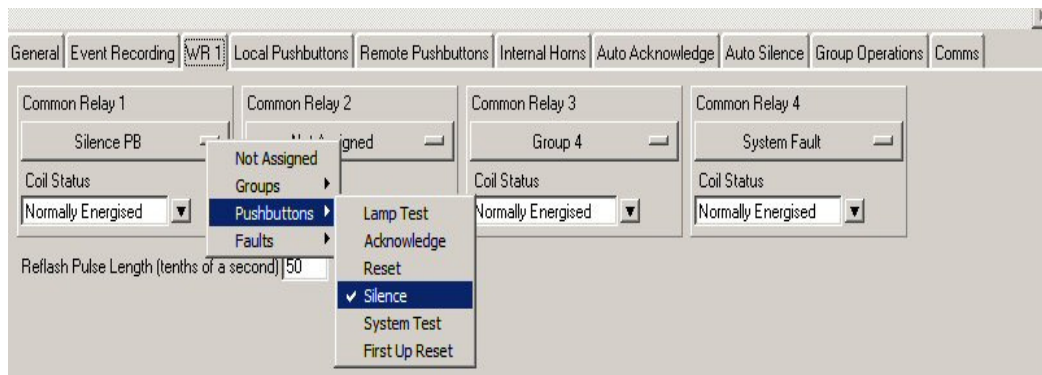 General Event Recording WR 1 Local Pushbuttons Remote Pushbuttons Internal Horns Auto Acknowledge Auto Silence Group Operations Comms
Common Relay 1 Common Relay 2 Common Relay 3 Common Relay 4
Silence PB Group 4 System Fault
Not Assigned
Groups
Pushbuttons
Faults
Lamp Test
Acknowledge
Reset
Silence
System Test
First Up Reset
Coil Status Coil Status Coil Status
Normally Energised Normally Energised Normally Energised
Reflash Pulse Length (tenths of a second) 50